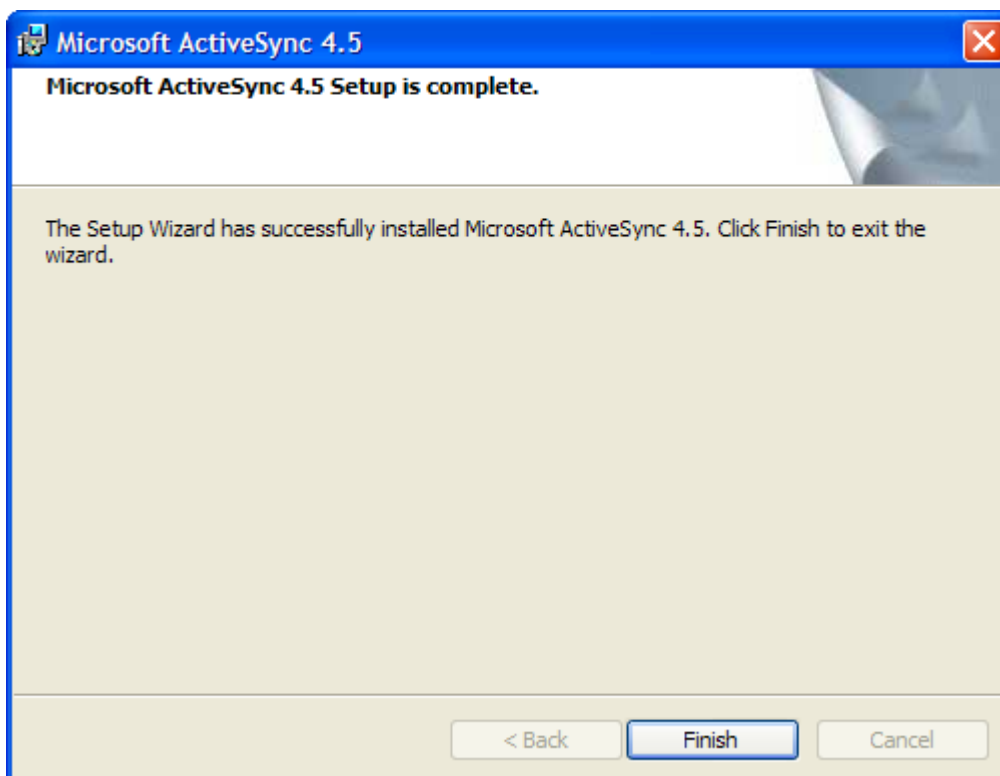 Microsoft ActiveSync 4.5
Microsoft ActiveSync 4.5 Setup is complete.
The Setup Wizard has successfully installed Microsoft ActiveSync 4.5. Click Finish to exit the
wizard.
< Back Finish Cancel